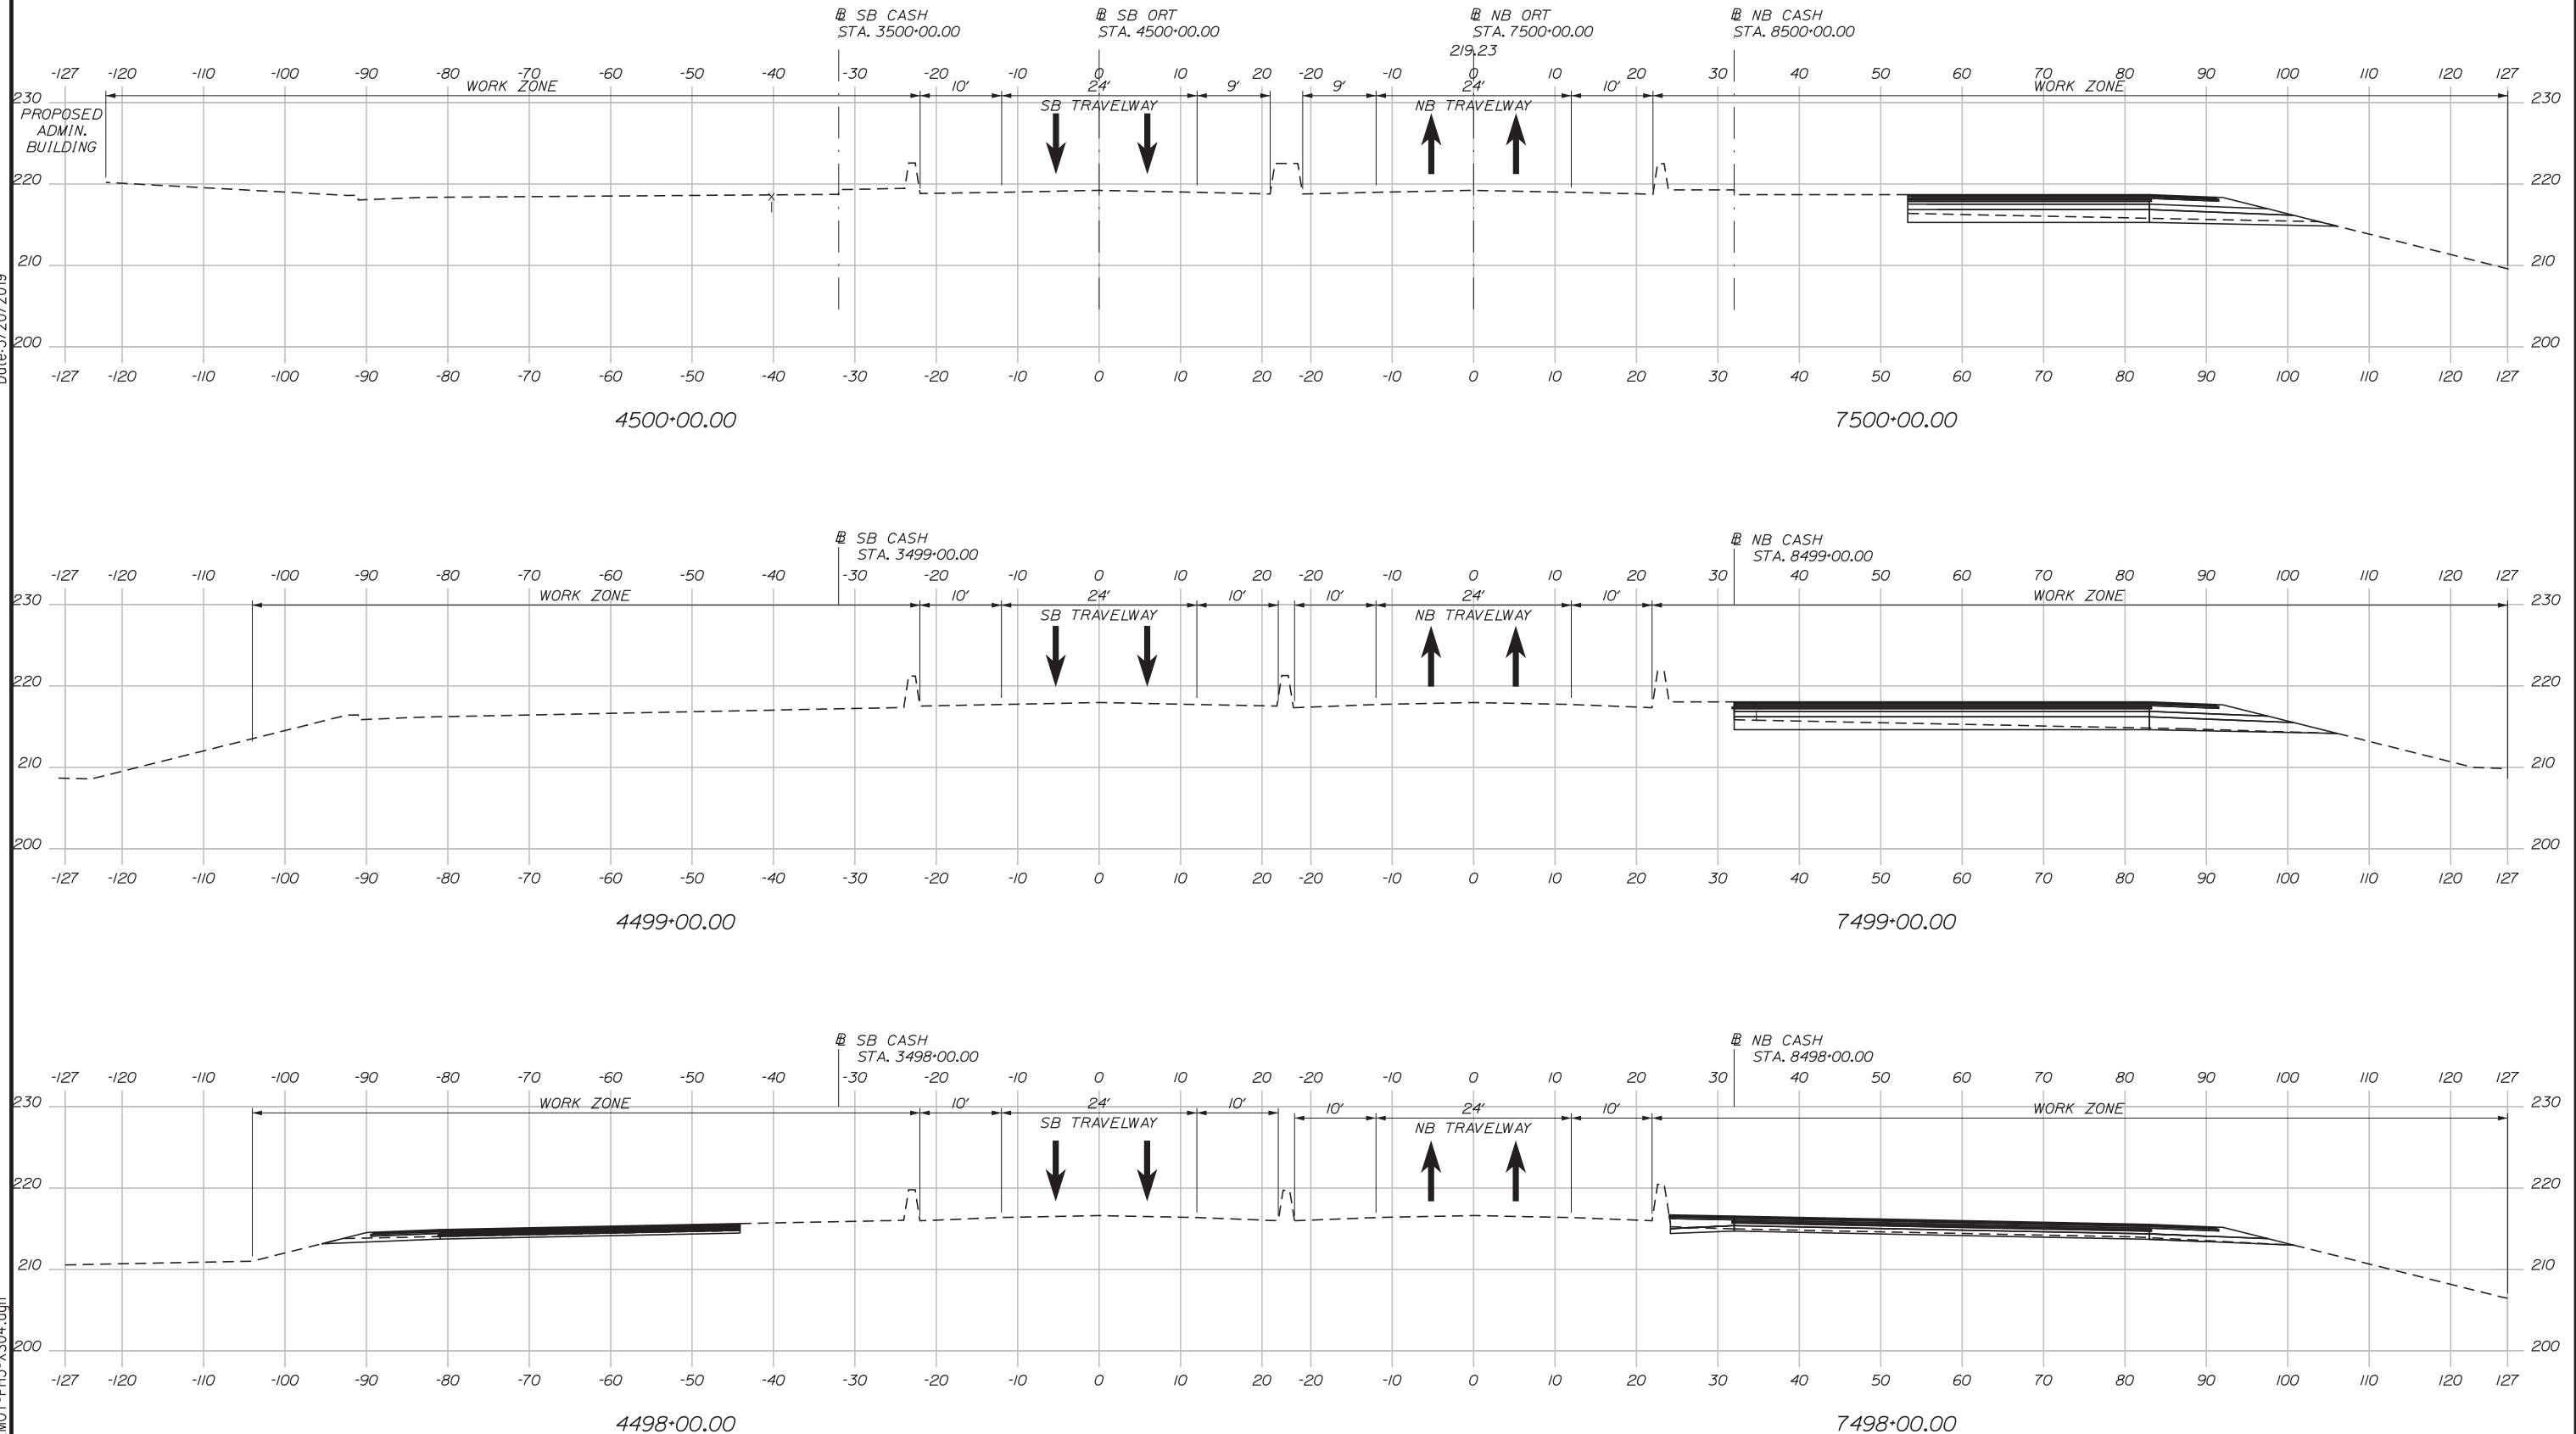 ℄ SB CASH ℄ SB ORT ℄ NB ORT ℄ NB CASH
STA. 3500+00.00 STA. 4500+00.00 STA. 7500+00.00 STA. 8500+00.00
219.23
-127 -120 -110 -100 -90 -80 -70 -60 -50 -40 -30 -20 -10 0 10 20 -20 -10 0 10 20 30 40 50 60 70 80 90 100 110 120 127
WORK ZONE 10' 24' 9' 9' 24' 10' WORK ZONE
230 SB TRAVELWAY NB TRAVELWAY 230
PROPOSED
ADMIN.
BUILDING
220 220
210 210
200 200
-127 -120 -110 -100 -90 -80 -70 -60 -50 -40 -30 -20 -10 0 10 20 -20 -10 0 10 20 30 40 50 60 70 80 90 100 110 120 127
4500+00.00 7500+00.00
℄ SB CASH ℄ NB CASH
STA. 3499+00.00 STA. 8499+00.00
-127 -120 -110 -100 -90 -80 -70 -60 -50 -40 -30 -20 -10 0 10 20 -20 -10 0 10 20 30 40 50 60 70 80 90 100 110 120 127
WORK ZONE 10' 24' 10' 10' 24' 10' WORK ZONE
230 SB TRAVELWAY NB TRAVELWAY 230
220 220
210 210
200 200
-127 -120 -110 -100 -90 -80 -70 -60 -50 -40 -30 -20 -10 0 10 20 -20 -10 0 10 20 30 40 50 60 70 80 90 100 110 120 127
4499+00.00 7499+00.00
℄ SB CASH ℄ NB CASH
STA. 3498+00.00 STA. 8498+00.00
-127 -120 -110 -100 -90 -80 -70 -60 -50 -40 -30 -20 -10 0 10 20 -20 -10 0 10 20 30 40 50 60 70 80 90 100 110 120 127
WORK ZONE 10' 24' 10' 10' 24' 10' WORK ZONE
230 SB TRAVELWAY NB TRAVELWAY 230
220 220
210 210
200 200
-127 -120 -110 -100 -90 -80 -70 -60 -50 -40 -30 -20 -10 0 10 20 -20 -10 0 10 20 30 40 50 60 70 80 90 100 110 120 127
4498+00.00 7498+00.00